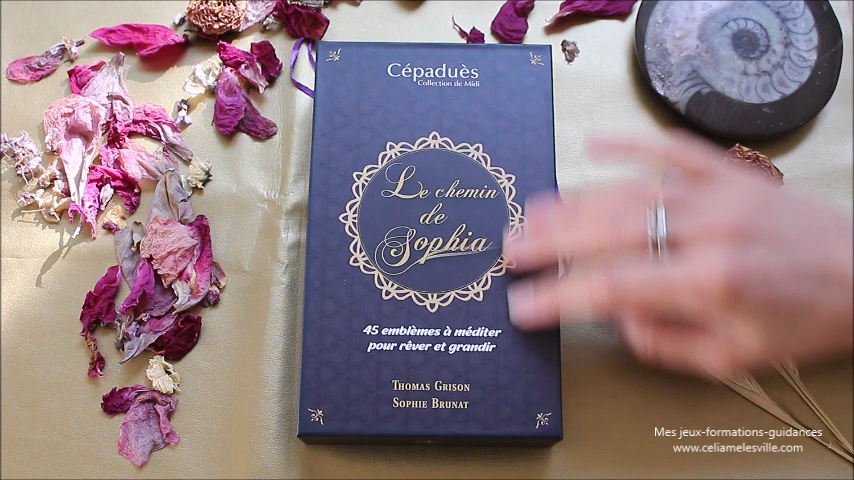 Cépaduès
Collection de Midi
Le chemin
de
Sophia
45 emblèmes à méditer
pour rêver et grandir
Thomas Grison
Sophie Brunat
Mes jeux-formations-guidances
www.celiamelesville.com